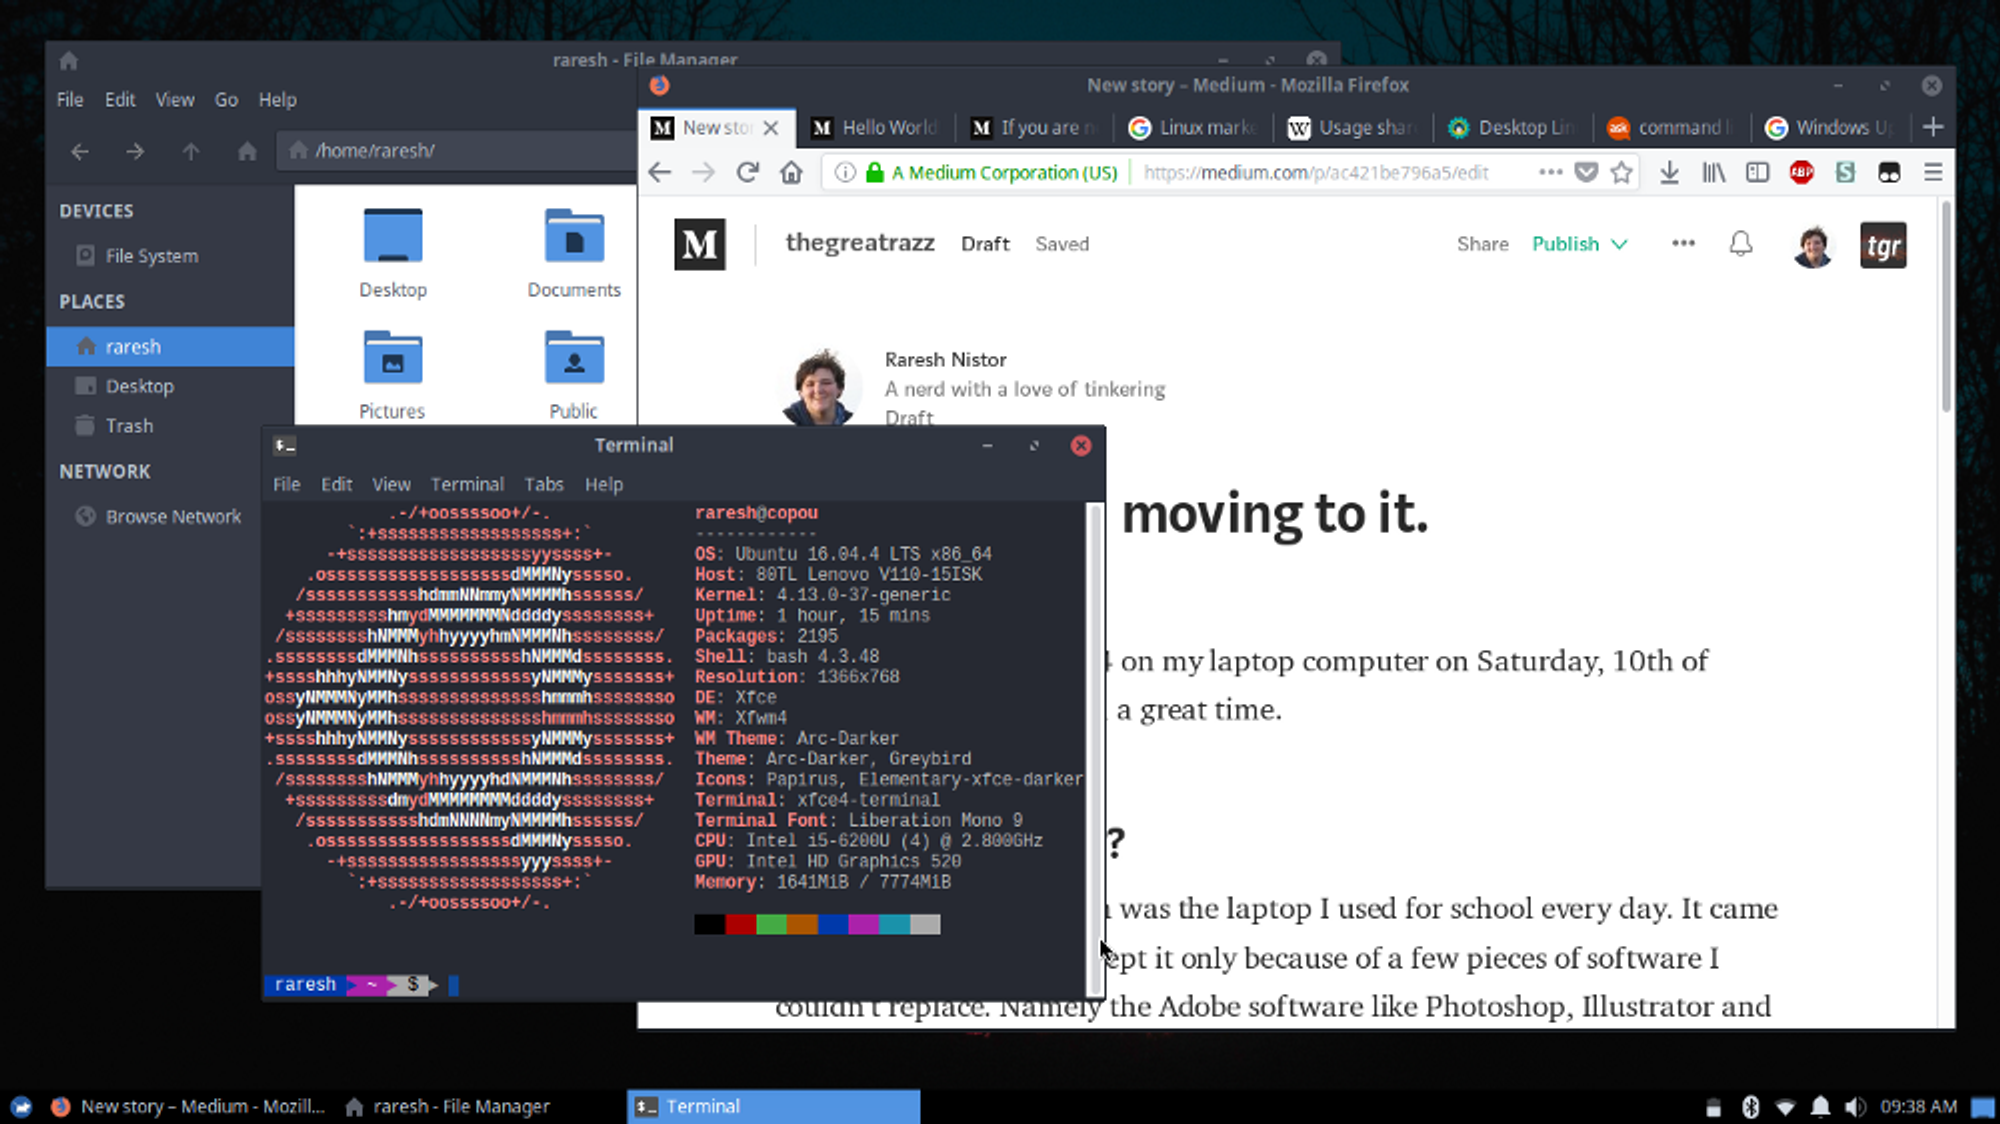 raresh - File Manager
File Edit View Go Help
/home/raresh/
DEVICES
File System
PLACES
raresh
Desktop
Trash
NETWORK
Browse Network
Desktop
Documents
Pictures
Public
New story – Medium - Mozilla Firefox
New sto
Hello World
If you are n
Linux marke
Usage shar
Desktop Lin
command l
Windows U
A Medium Corporation (US)
https://medium.com/p/ac421be796a5/edit
ABP
S
M
thegreatrazz
Draft
Saved
Share
Publish
tgr
Raresh Nistor
A nerd with a love of tinkering
Draft
moving to it.
on my laptop computer on Saturday, 10th of
a great time.
?
was the laptop I used for school every day. It came
ept it only because of a few pieces of software I
couldn't replace. Namely the Adobe software like Photoshop, Illustrator and
Terminal
File Edit View Terminal Tabs Help
.-/+oossssoo+/-.
`:+ssssssssssssssssss+:`
-+ssssssssssssssssssyyssss+-
.ossssssssssssssssssdMMMNysssso.
/ssssssssssshdmmNNmmyNMMMMhssssss/
+ssssssssshmydMMMMMMMNddddyssssssss+
/sssssssshNMMMyhhyyyyhmNMMMNhssssssss/
.ssssssssdMMMNhsssssssssshNMMMdssssssss.
+sssshhhyNMMNyssssssssssssyNMMMysssssss+
ossyNMMMNyMMhsssssssssssssshmmmhssssssso
ossyNMMMNyMMhsssssssssssssshmmmhssssssso
+sssshhhyNMMNyssssssssssssyNMMMysssssss+
.ssssssssdMMMNhsssssssssshNMMMdssssssss.
/sssssssshNMMMyhhyyyyhdNMMMNhssssssss/
+sssssssssdmydMMMMMMMMddddyssssssss+
/ssssssssssshdmNNNNmyNMMMMhssssss/
.ossssssssssssssssssdMMMNysssso.
-+sssssssssssssssssyyyssss+-
`:+ssssssssssssssssss+:`
.-/+oossssoo+/-.
raresh@copou
------------
OS: Ubuntu 16.04.4 LTS x86_64
Host: 80TL Lenovo V110-15ISK
Kernel: 4.13.0-37-generic
Uptime: 1 hour, 15 mins
Packages: 2195
Shell: bash 4.3.48
Resolution: 1366x768
DE: Xfce
WM: Xfwm4
WM Theme: Arc-Darker
Theme: Arc-Darker, Greybird
Icons: Papirus, Elementary-xfce-darker
Terminal: xfce4-terminal
Terminal Font: Liberation Mono 9
CPU: Intel i5-6200U (4) @ 2.800GHz
GPU: Intel HD Graphics 520
Memory: 1641MiB / 7774MiB
raresh ~ $
New story – Medium - Mozill...
raresh - File Manager
Terminal
09:38 AM